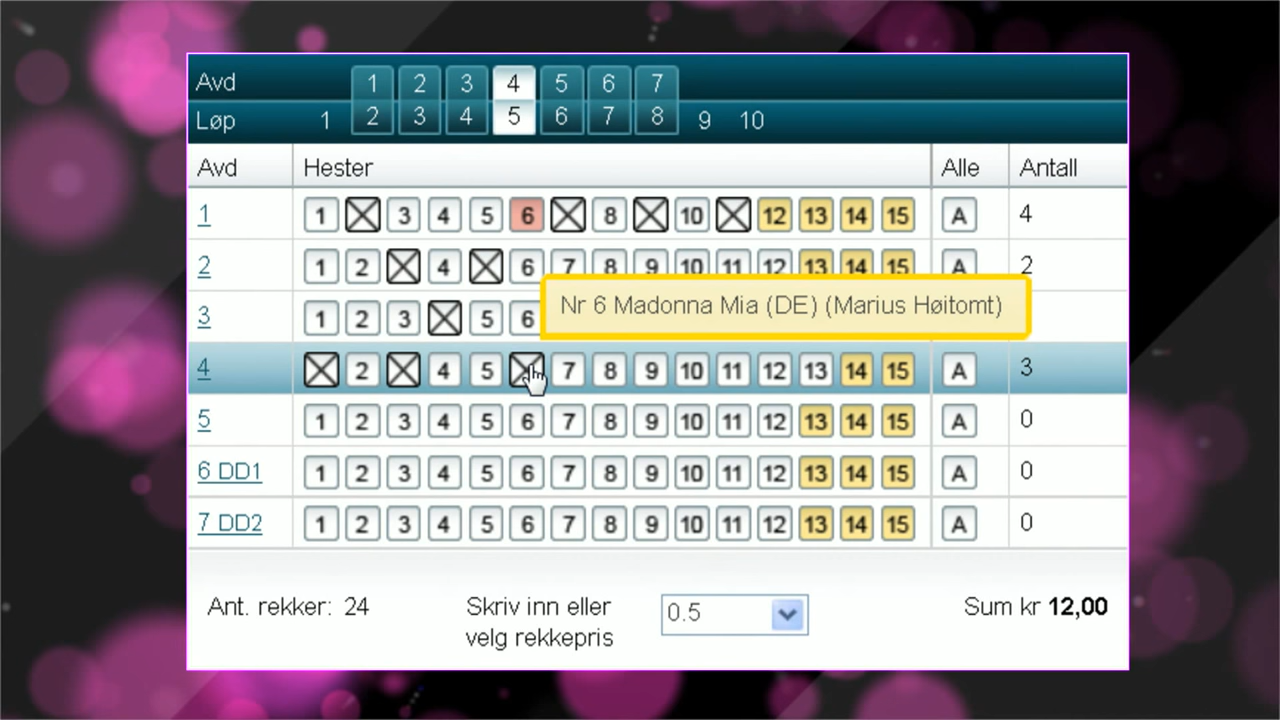 Avd 1 2 3 4 5 6 7
Løp 1 2 3 4 5 6 7 8 9 10
Avd Hester Alle Antall
1 1 3 4 5 6 8 10 12 13 14 15 A 4
2 1 2 4 6 7 8 9 10 11 12 13 14 15 A 2
Nr 6 Madonna Mia (DE) (Marius Høitomt)
3 1 2 3 5 6
4 2 4 5 7 8 9 10 11 12 13 14 15 A 3
5 1 2 3 4 5 6 7 8 9 10 11 12 13 14 15 A 0
6 DD1 1 2 3 4 5 6 7 8 9 10 11 12 13 14 15 A 0
7 DD2 1 2 3 4 5 6 7 8 9 10 11 12 13 14 15 A 0
Ant. rekker: 24 Skriv inn eller 0.5 Sum kr 12,00
velg rekkepris